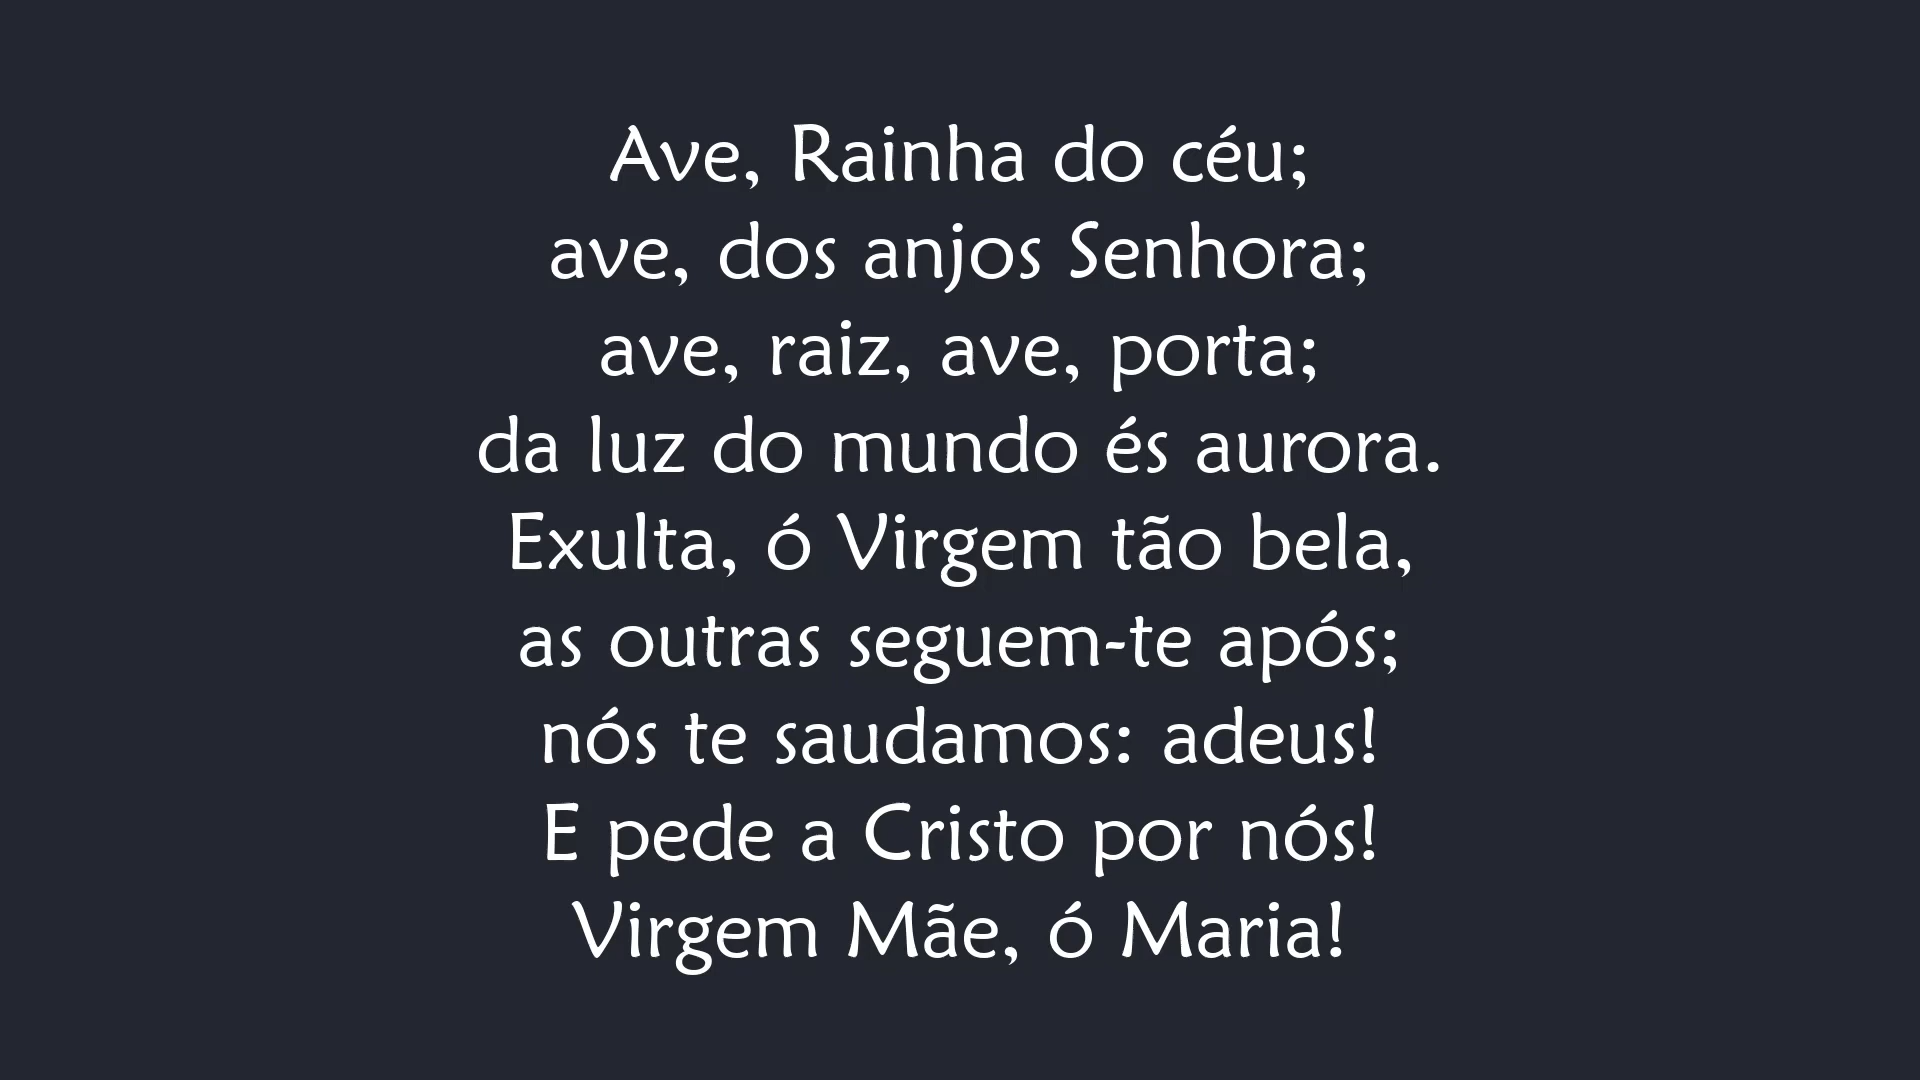 Ave, Rainha do céu;
ave, dos anjos Senhora;
ave, raiz, ave, porta;
da luz do mundo és aurora.
Exulta, ó Virgem tão bela,
as outras seguem-te após;
nós te saudamos: adeus!
E pede a Cristo por nós!
Virgem Mãe, ó Maria!